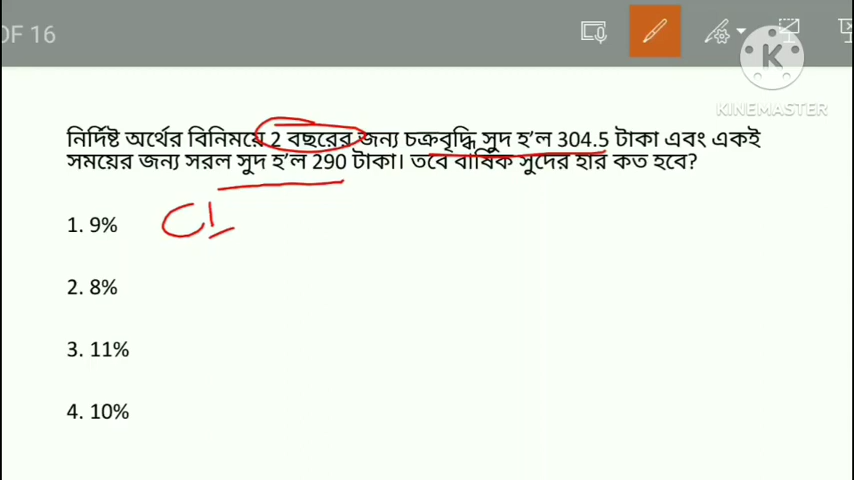 OF 16
K
KINEMASTER
নির্দিষ্ট অর্থের বিনিময়ে 2 বছরের জন্য চক্রবৃদ্ধি সুদ হ'ল 304.5 টাকা এবং একই
সময়ের জন্য সরল সুদ হ'ল 290 টাকা। তবে বার্ষিক সুদের হার কত হবে?
1. 9%
CI
2. 8%
3. 11%
4. 10%